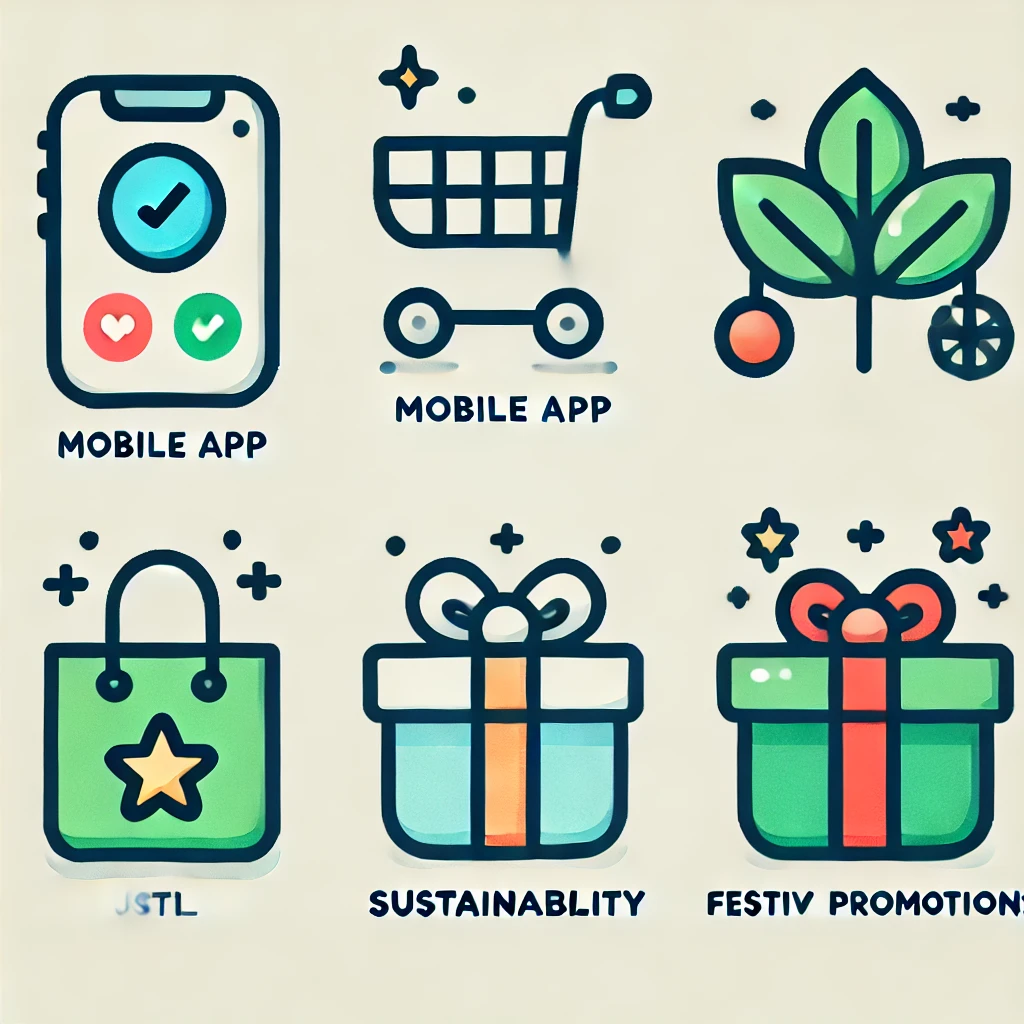 MOBILE APP
MOBILE APP
JSTL
SUSTAINABLITY
FESTIV PROMOTIONS